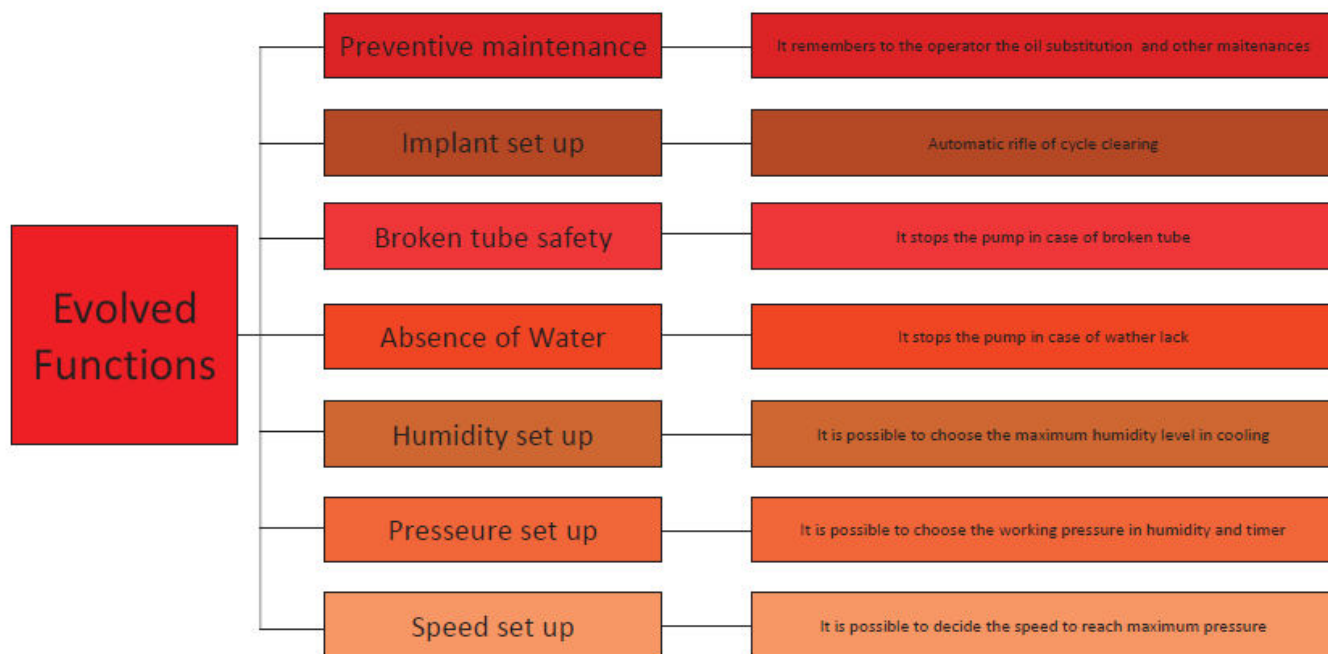 Evolved
Functions
Preventive maintenance
It remembers to the operator the oil substitution and other maitenances
Implant set up
Automatic rifle of cycle clearing
Broken tube safety
It stops the pump in case of broken tube
Absence of Water
It stops the pump in case of wather lack
Humidity set up
It is possible to choose the maximum humidity level in cooling
Presseure set up
It is possible to choose the working pressure in humidity and timer
Speed set up
It is possible to decide the speed to reach maximum pressure